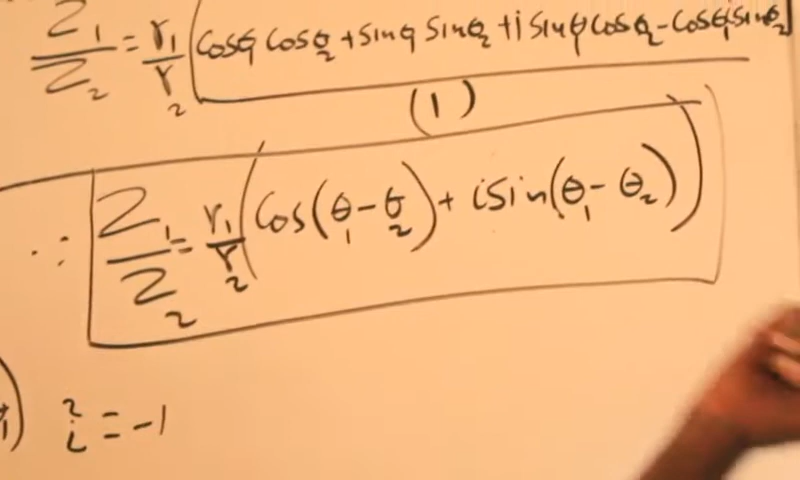 Z₁/Z₂ = r₁/r₂ (cosθ₁ cosθ₂ + sinθ₁ sinθ₂ + i sinθ₁ cosθ₂ - cosθ₁ sinθ₂
(1)
∴ Z₁/Z₂ = r₁/r₂ (cos(θ₁ - θ₂) + i sin(θ₁ - θ₂))
i² = -1